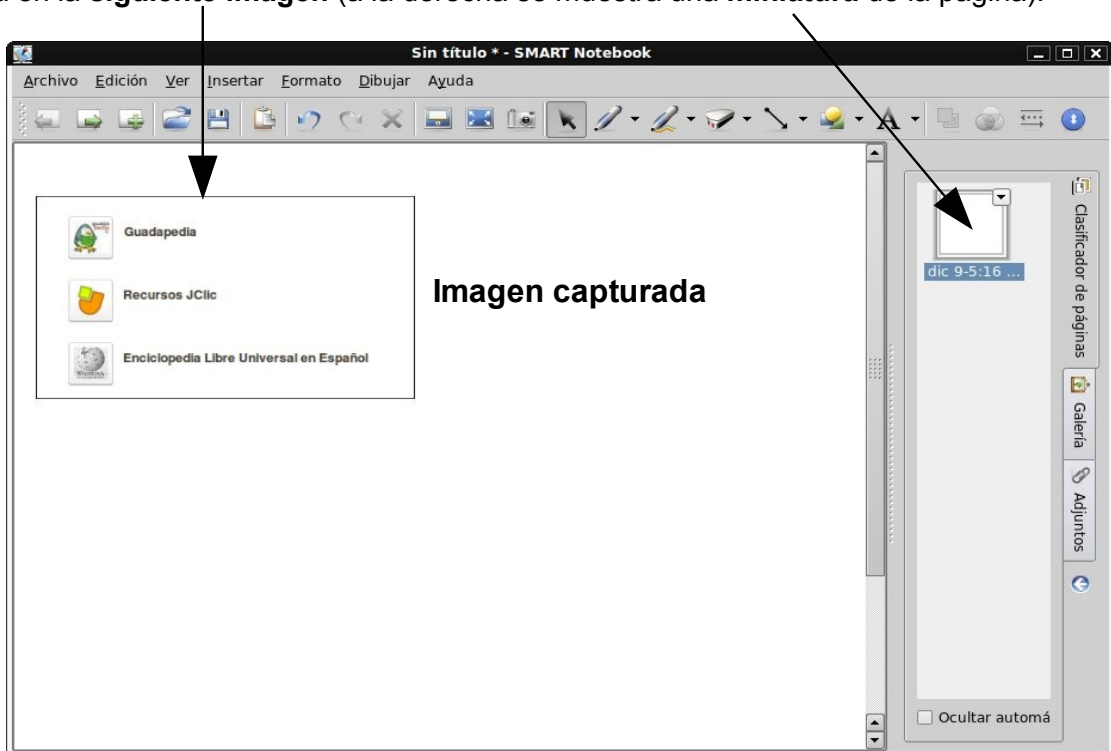 en la siguiente imagen (a la derecha se muestra una miniatura de la página).
Sin título * - SMART Notebook
Archivo Edición Ver Insertar Formato Dibujar Ayuda
A
Guadapedia
Recursos JClic
Enciclopedia Libre Universal en Español
Imagen capturada
dic 9-5:16 ...
Clasificador de páginas
Galería
Adjuntos
Ocultar automá